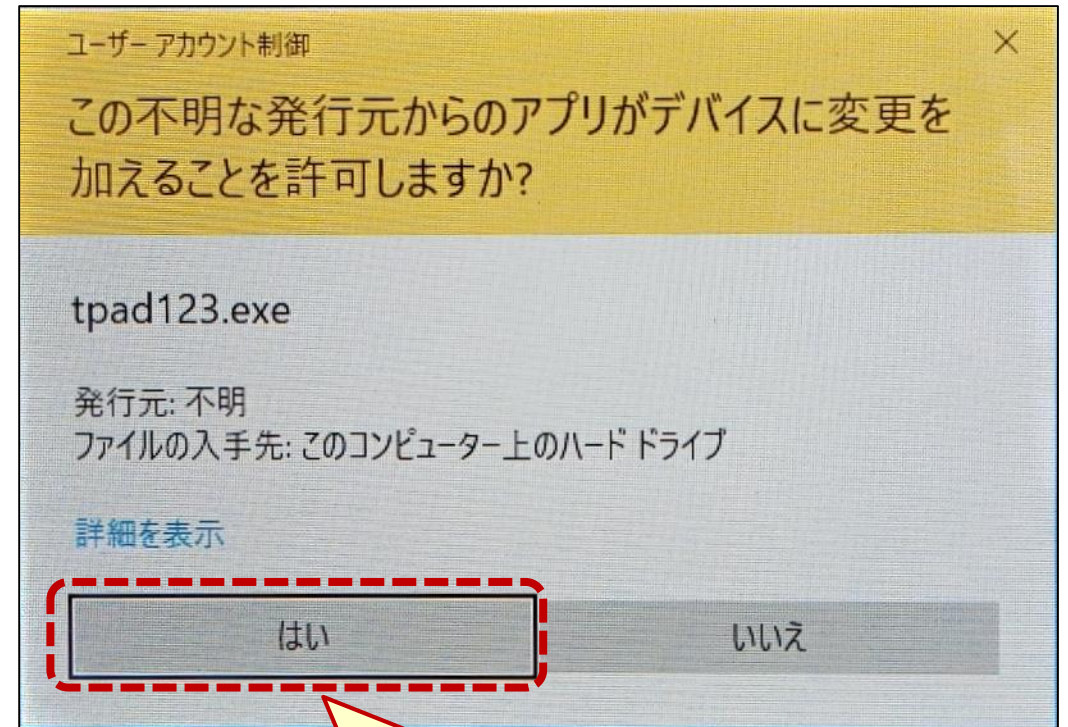 ユーザー アカウント制御
この不明な発行元からのアプリがデバイスに変更を
加えることを許可しますか?
tpad123.exe
発行元: 不明
ファイルの入手先: このコンピューター上のハード ドライブ
詳細を表示
はい
いいえ